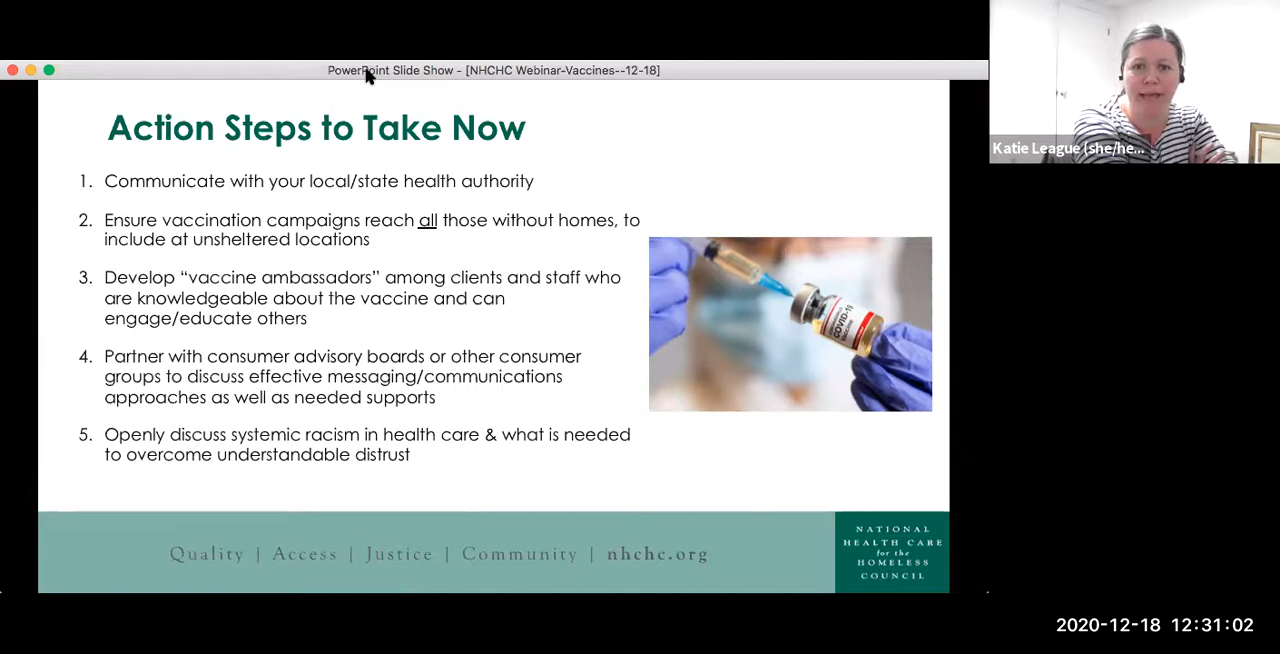 PowerPoint Slide Show - [NHCHC Webinar-Vaccines--12-18]
Katie League (she/he...
Action Steps to Take Now
1. Communicate with your local/state health authority
2. Ensure vaccination campaigns reach all those without homes, to
include at unsheltered locations
3. Develop “vaccine ambassadors” among clients and staff who
are knowledgeable about the vaccine and can
engage/educate others
4. Partner with consumer advisory boards or other consumer
groups to discuss effective messaging/communications
approaches as well as needed supports
5. Openly discuss systemic racism in health care & what is needed
to overcome understandable distrust
COVID-19
VACCINE
Quality | Access | Justice | Community | nhchc.org
NATIONAL
HEALTH CARE
for the
HOMELESS
COUNCIL
2020-12-18 12:31:02